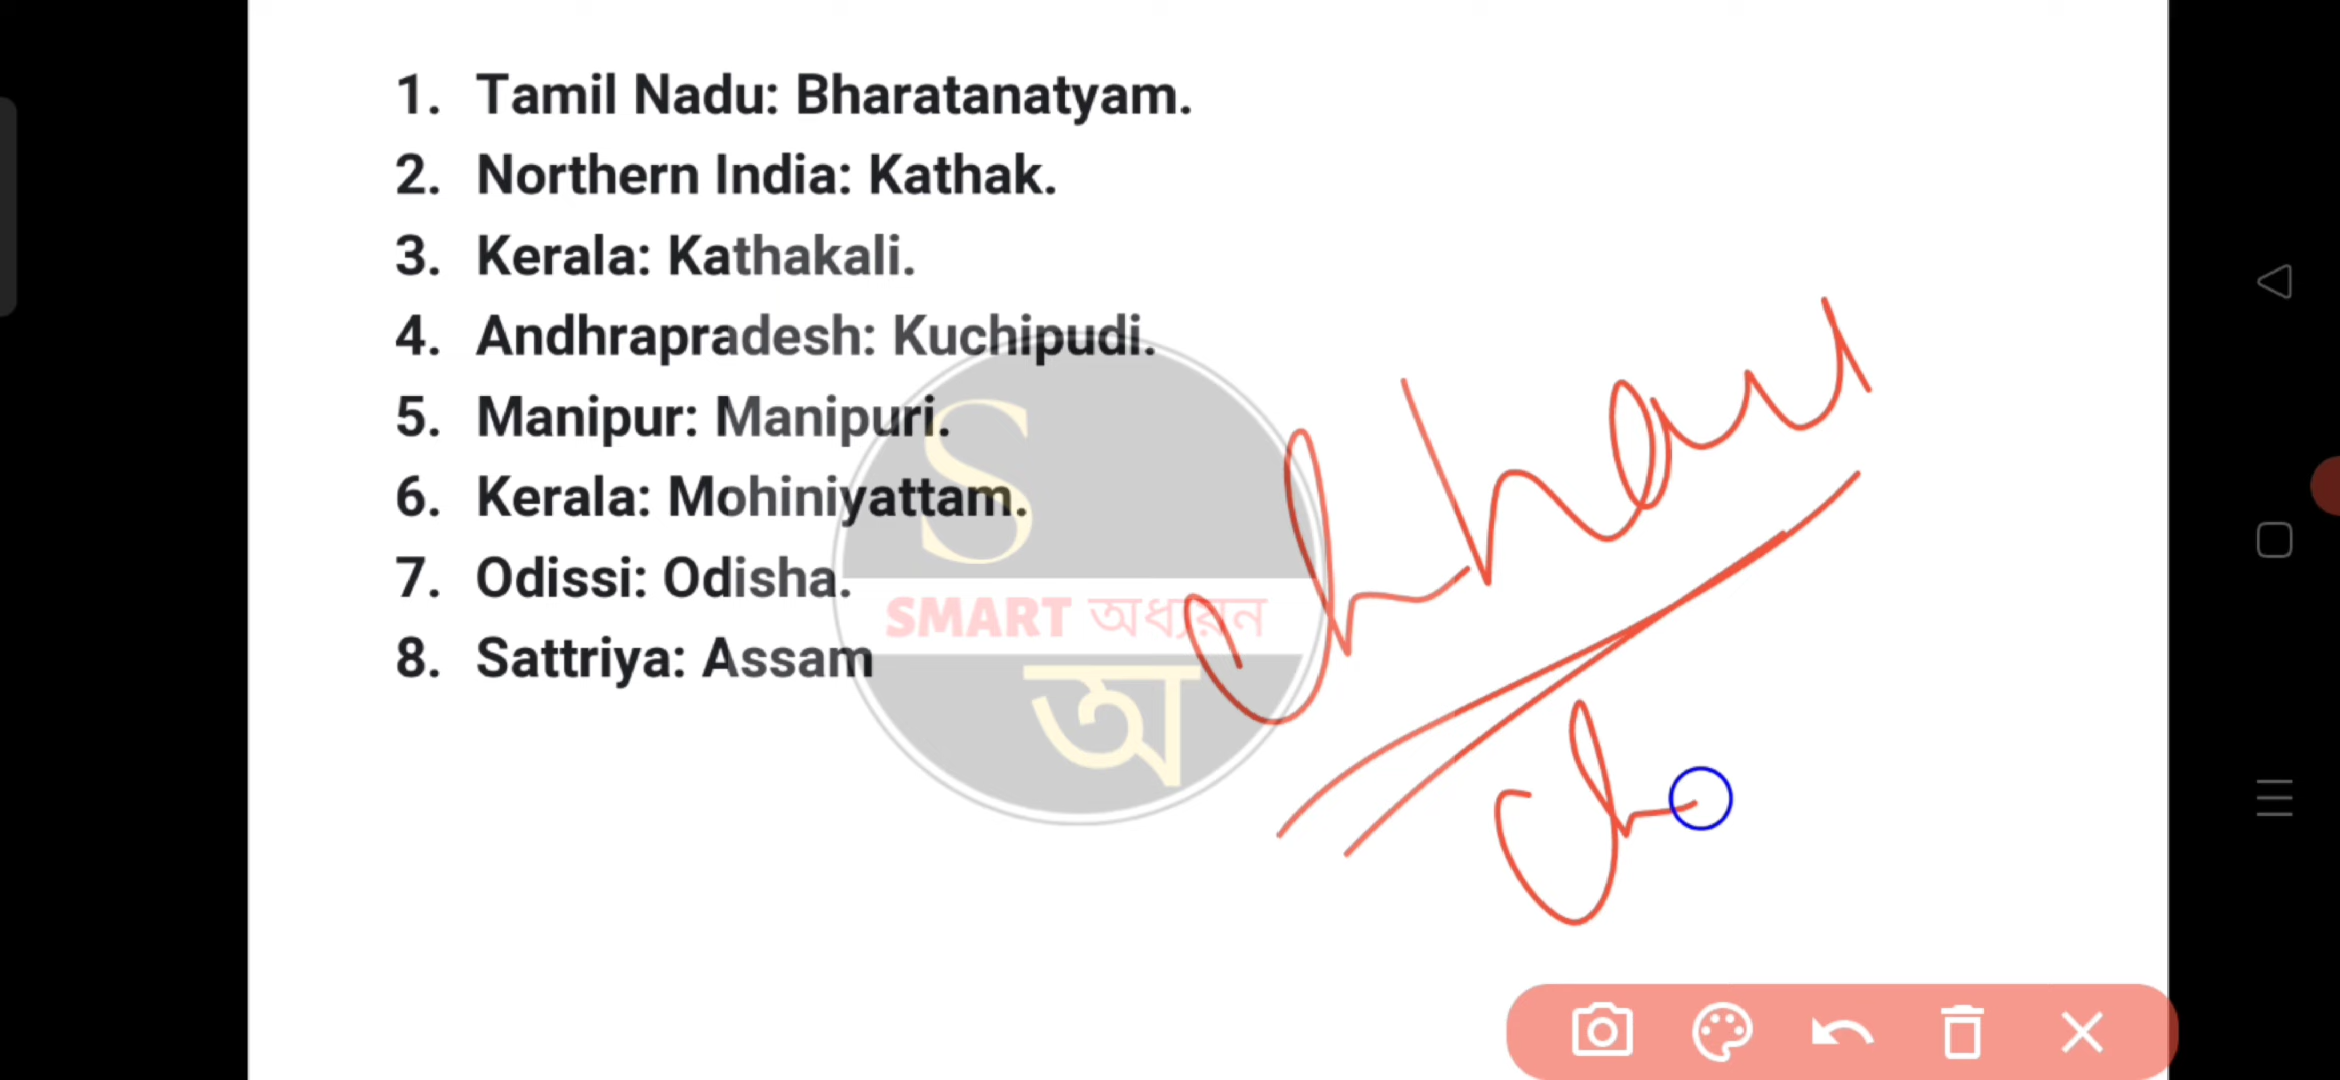 1. Tamil Nadu: Bharatanatyam.
2. Northern India: Kathak.
3. Kerala: Kathakali.
4. Andhrapradesh: Kuchipudi.
5. Manipur: Manipuri.
6. Kerala: Mohiniyattam.
7. Odissi: Odisha.
8. Sattriya: Assam
S
SMART অধ্যয়ন
অ